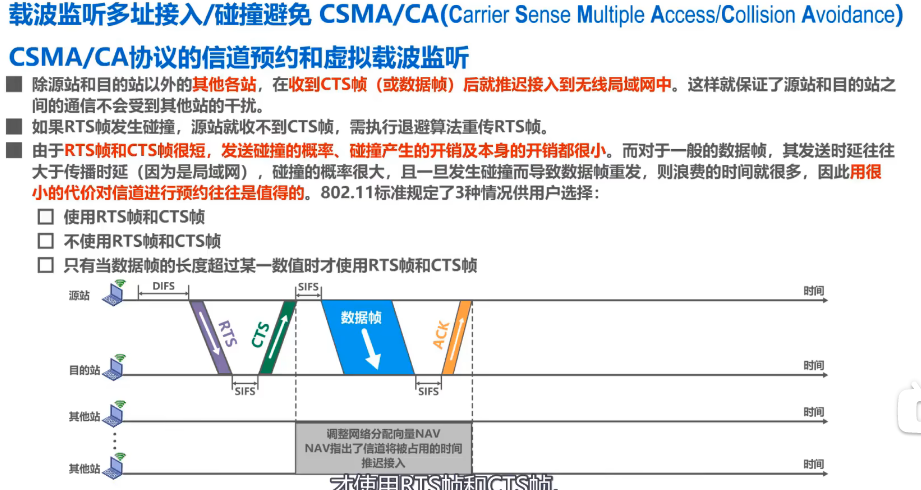 载波监听多址接入/碰撞避免 CSMA/CA(Carrier Sense Multiple Access/Collision Avoidance)
CSMA/CA协议的信道预约和虚拟载波监听
除源站和目的站以外的其他各站，在收到CTS帧（或数据帧）后就推迟接入到无线局域网中。这样就保证了源站和目的站之
间的通信不会受到其他站的干扰。
如果RTS帧发生碰撞，源站就收不到CTS帧，需执行退避算法重传RTS帧。
由于RTS帧和CTS帧很短，发送碰撞的概率、碰撞产生的开销及本身的开销都很小。而对于一般的数据帧，其发送时延往往
大于传播时延（因为是局域网），碰撞的概率很大，且一旦发生碰撞而导致数据帧重发，则浪费的时间就很多，因此用很
小的代价对信道进行预约往往是值得的。802.11标准规定了3种情况供用户选择：
使用RTS帧和CTS帧
不使用RTS帧和CTS帧
只有当数据帧的长度超过某一数值时才使用RTS帧和CTS帧
DIFS
SIFS
源站
时间
RTS
CTS
数据帧
ACK
目的站
时间
SIFS
SIFS
其他站
时间
调整网络分配向量NAV
NAV指出了信道将被占用的时间
推迟接入
其他站
时间
才使用RTS帧和CTS帧。